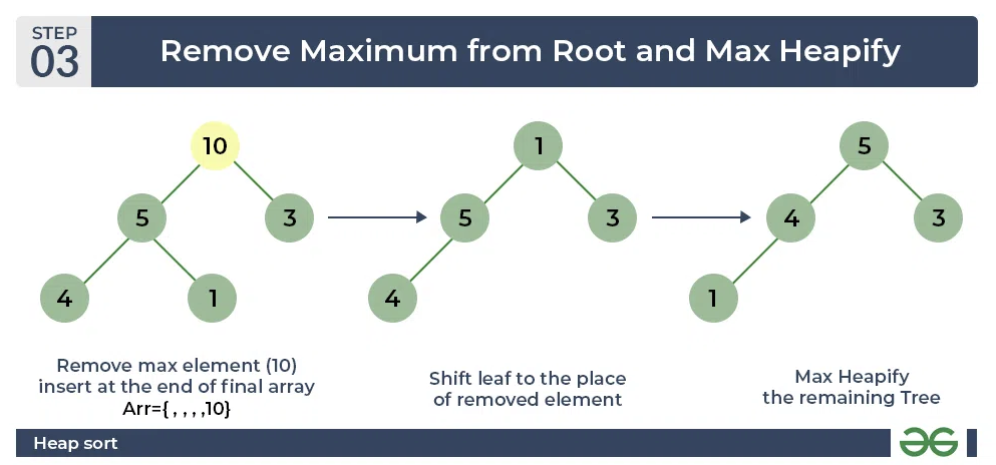 STEP
03
Remove Maximum from Root and Max Heapify
10
1
5
5
3
5
3
4
3
4
1
4
1
Remove max element (10)
insert at the end of final array
Arr={ , , , ,10}
Shift leaf to the place
of removed element
Max Heapify
the remaining Tree
Heap sort